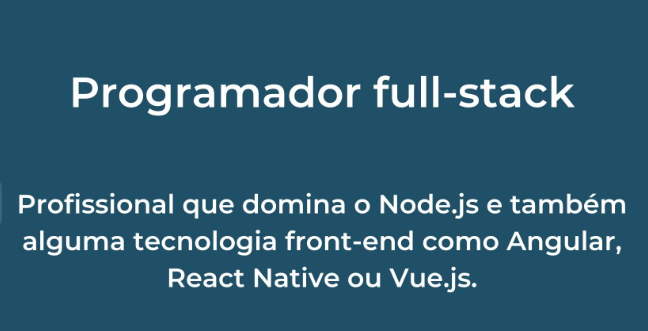 Programador full-stack
Profissional que domina o Node.js e também
alguma tecnologia front-end como Angular,
React Native ou Vue.js.